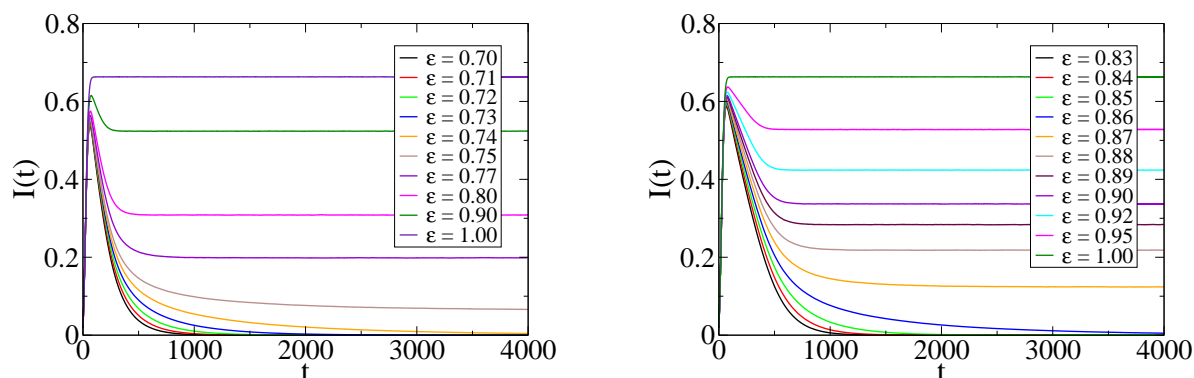 0.8
0.6
0.4
0.2
0
I(t)
0 1000 2000 3000 4000
t
ε = 0.70
ε = 0.71
ε = 0.72
ε = 0.73
ε = 0.74
ε = 0.75
ε = 0.77
ε = 0.80
ε = 0.90
ε = 1.00
0.8
0.6
0.4
0.2
0
I(t)
0 1000 2000 3000 4000
t
ε = 0.83
ε = 0.84
ε = 0.85
ε = 0.86
ε = 0.87
ε = 0.88
ε = 0.89
ε = 0.90
ε = 0.92
ε = 0.95
ε = 1.00